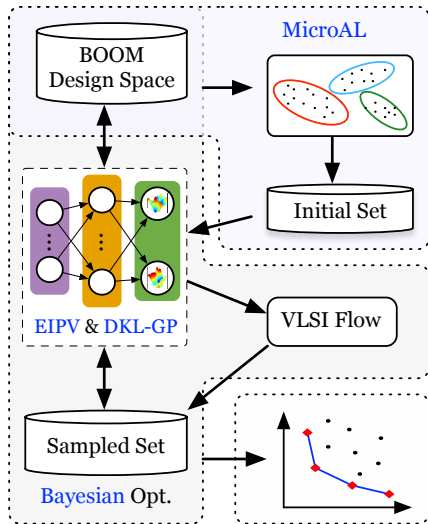 BOOM
Design Space
MicroAL
Initial Set
EIPV & DKL-GP
VLSI Flow
Sampled Set
Bayesian Opt.